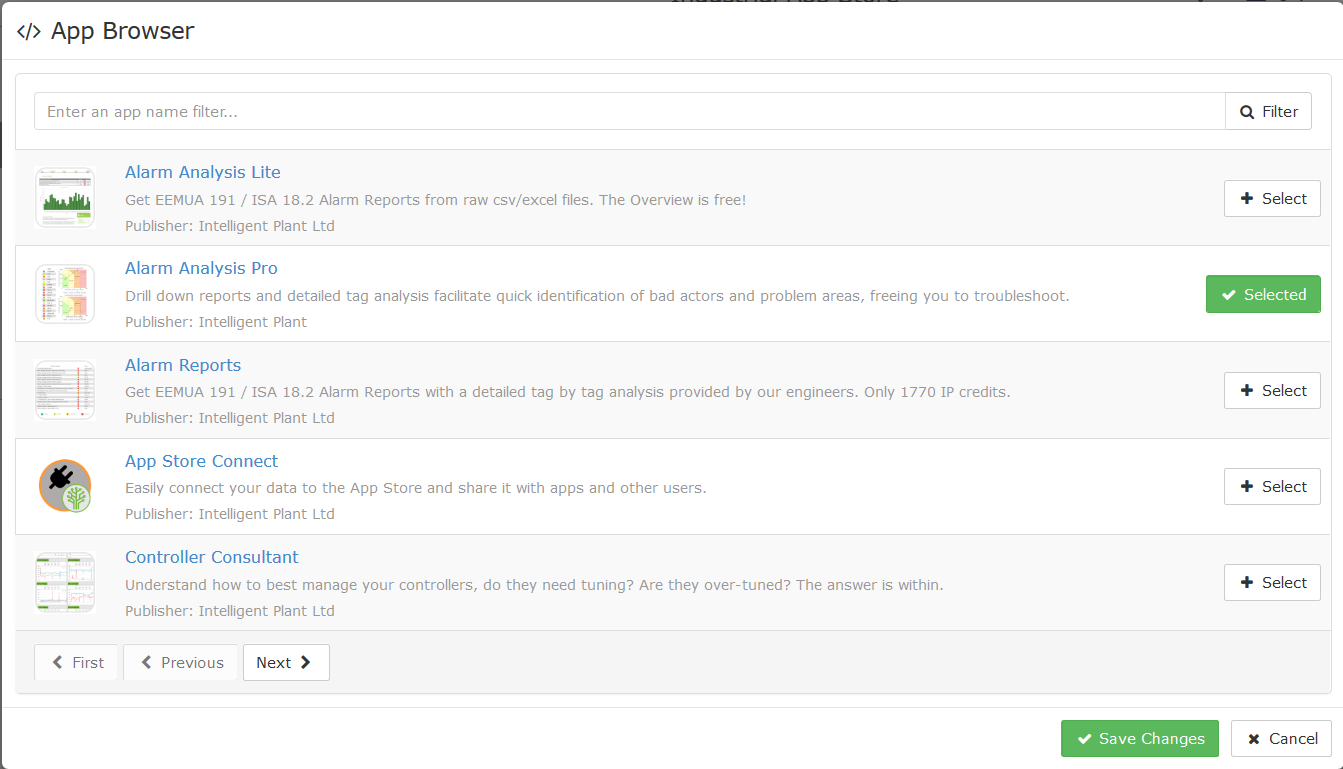 App Browser
Enter an app name filter...
Filter
Alarm Analysis Lite
Get EEMUA 191 / ISA 18.2 Alarm Reports from raw csv/excel files. The Overview is free!
Publisher: Intelligent Plant Ltd
Select
Alarm Analysis Pro
Drill down reports and detailed tag analysis facilitate quick identification of bad actors and problem areas, freeing you to troubleshoot.
Publisher: Intelligent Plant
Selected
Alarm Reports
Get EEMUA 191 / ISA 18.2 Alarm Reports with a detailed tag by tag analysis provided by our engineers. Only 1770 IP credits.
Publisher: Intelligent Plant Ltd
Select
App Store Connect
Easily connect your data to the App Store and share it with apps and other users.
Publisher: Intelligent Plant Ltd
Select
Controller Consultant
Understand how to best manage your controllers, do they need tuning? Are they over-tuned? The answer is within.
Publisher: Intelligent Plant Ltd
Select
First
Previous
Next
Save Changes
Cancel